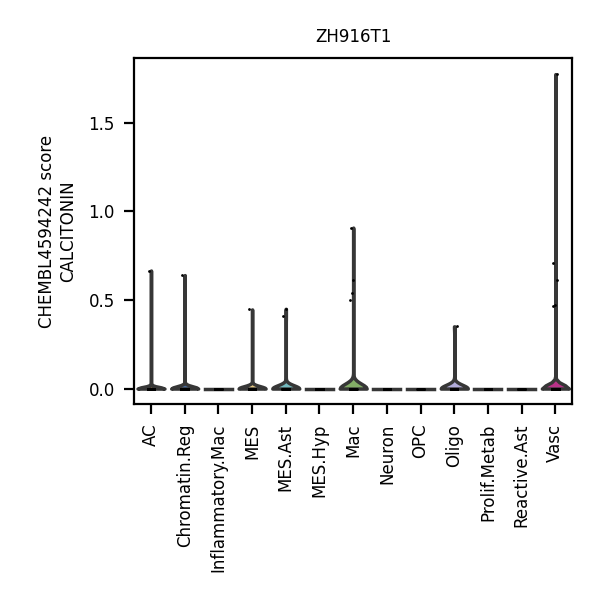 ZH916T1
CHEMBL4594242 score
CALCITONIN
1.5
1.0
0.5
0.0
AC
Chromatin.Reg
Inflammatory.Mac
MES
MES.Ast
MES.Hyp
Mac
Neuron
OPC
Oligo
Prolif.Metab
Reactive.Ast
Vasc